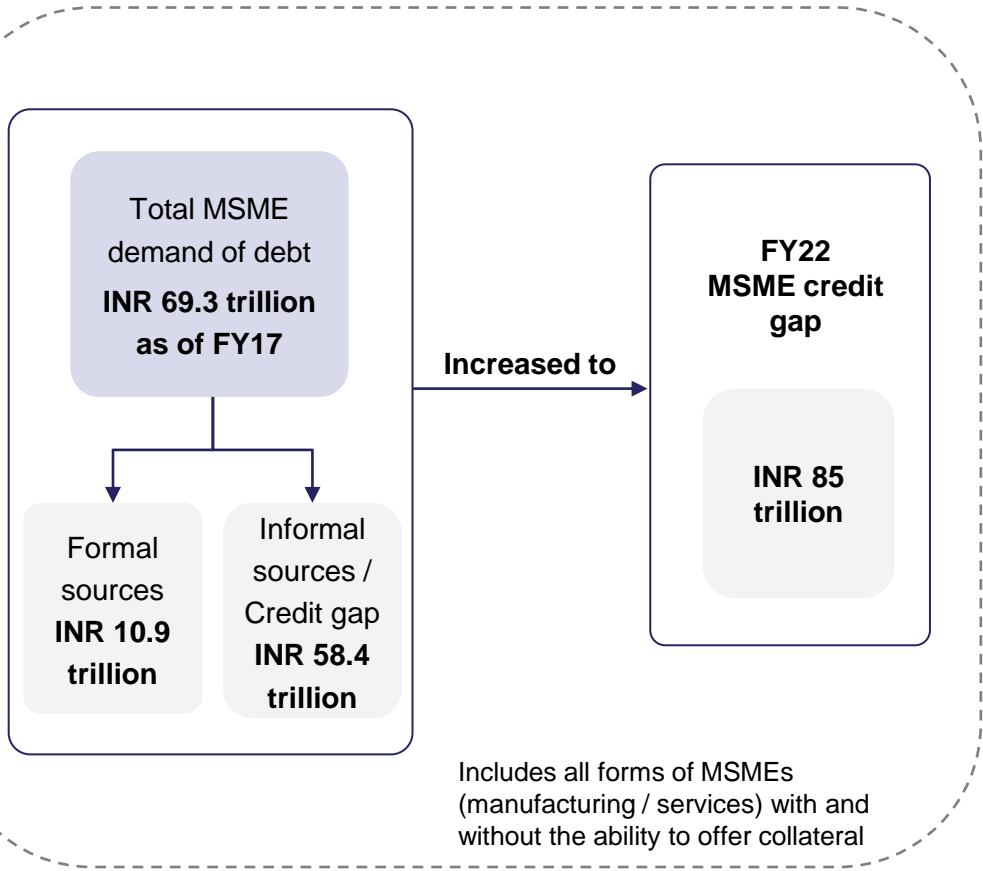 Total MSME
demand of debt
INR 69.3 trillion
as of FY17
Formal
sources
INR 10.9
trillion
Informal
sources /
Credit gap
INR 58.4
trillion
Increased to
FY22
MSME credit
gap
INR 85
trillion
Includes all forms of MSMEs
(manufacturing / services) with and
without the ability to offer collateral